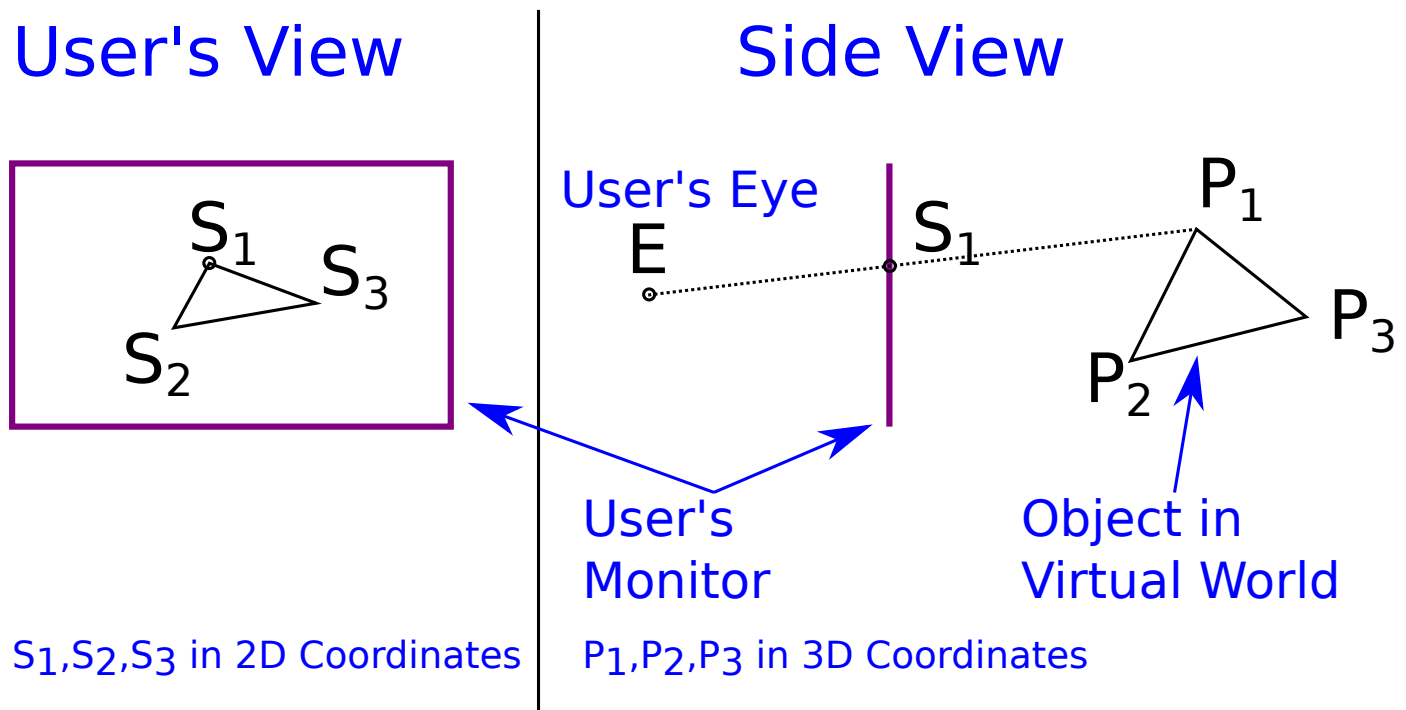 User's View
S₁
S₃
S₂
S₁,S₂,S₃ in 2D Coordinates
Side View
User's Eye
E
S₁
P₁
P₃
P₂
User's
Monitor
Object in
Virtual World
P₁,P₂,P₃ in 3D Coordinates